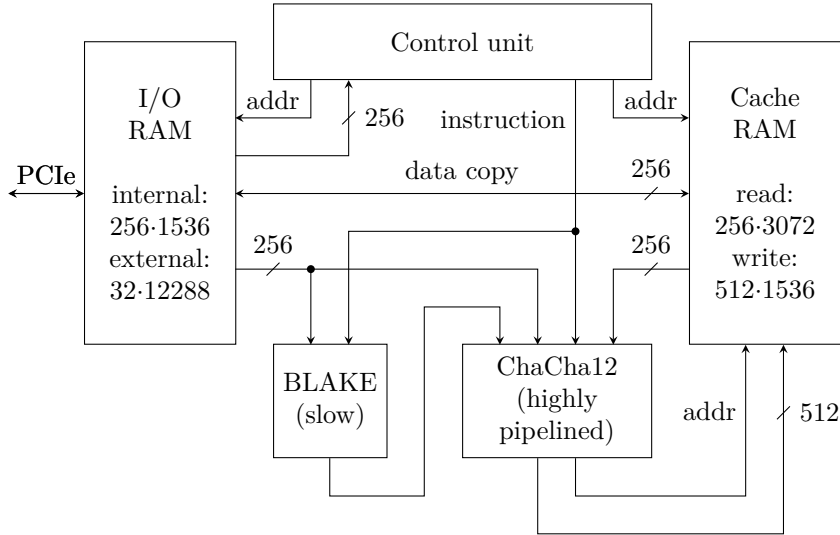 Control unit
I/O
RAM
addr
256
instruction
addr
Cache
RAM
PCIe
data copy
256
internal:
256·1536
external:
32·12288
256
256
read:
256·3072
write:
512·1536
BLAKE
(slow)
ChaCha12
(highly
pipelined)
addr
512